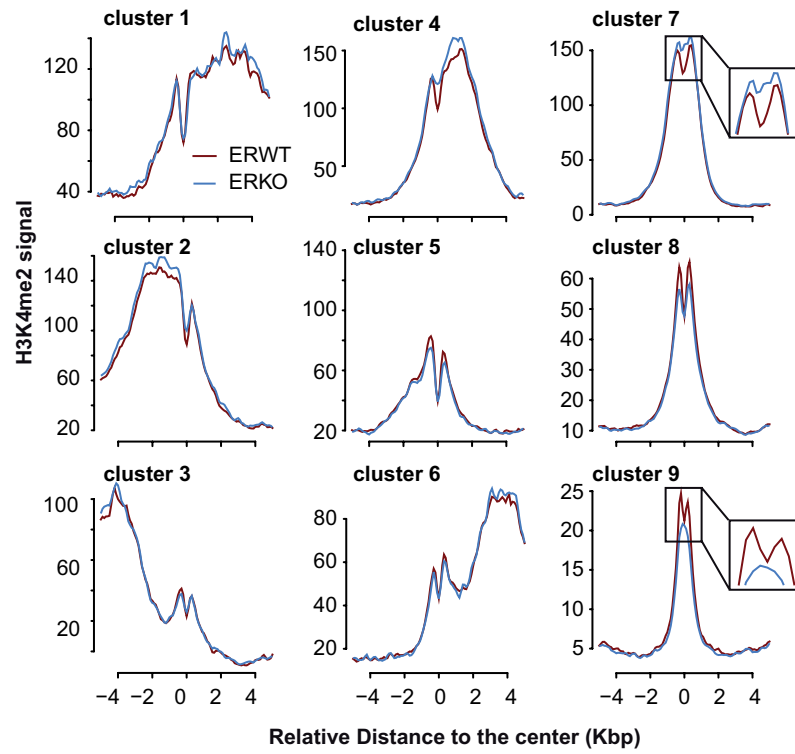 cluster 1
120
80
40
ERWT
ERKO
cluster 4
150
100
50
cluster 7
150
100
50
0
cluster 2
140
100
60
20
cluster 5
140
100
80
60
40
20
cluster 8
60
50
40
30
20
10
cluster 3
100
80
60
40
20
−4 −2 0 2 4
cluster 6
80
60
40
20
−4 −2 0 2 4
cluster 9
25
20
15
10
5
−4 −2 0 2 4
H3K4me2 signal
Relative Distance to the center (Kbp)